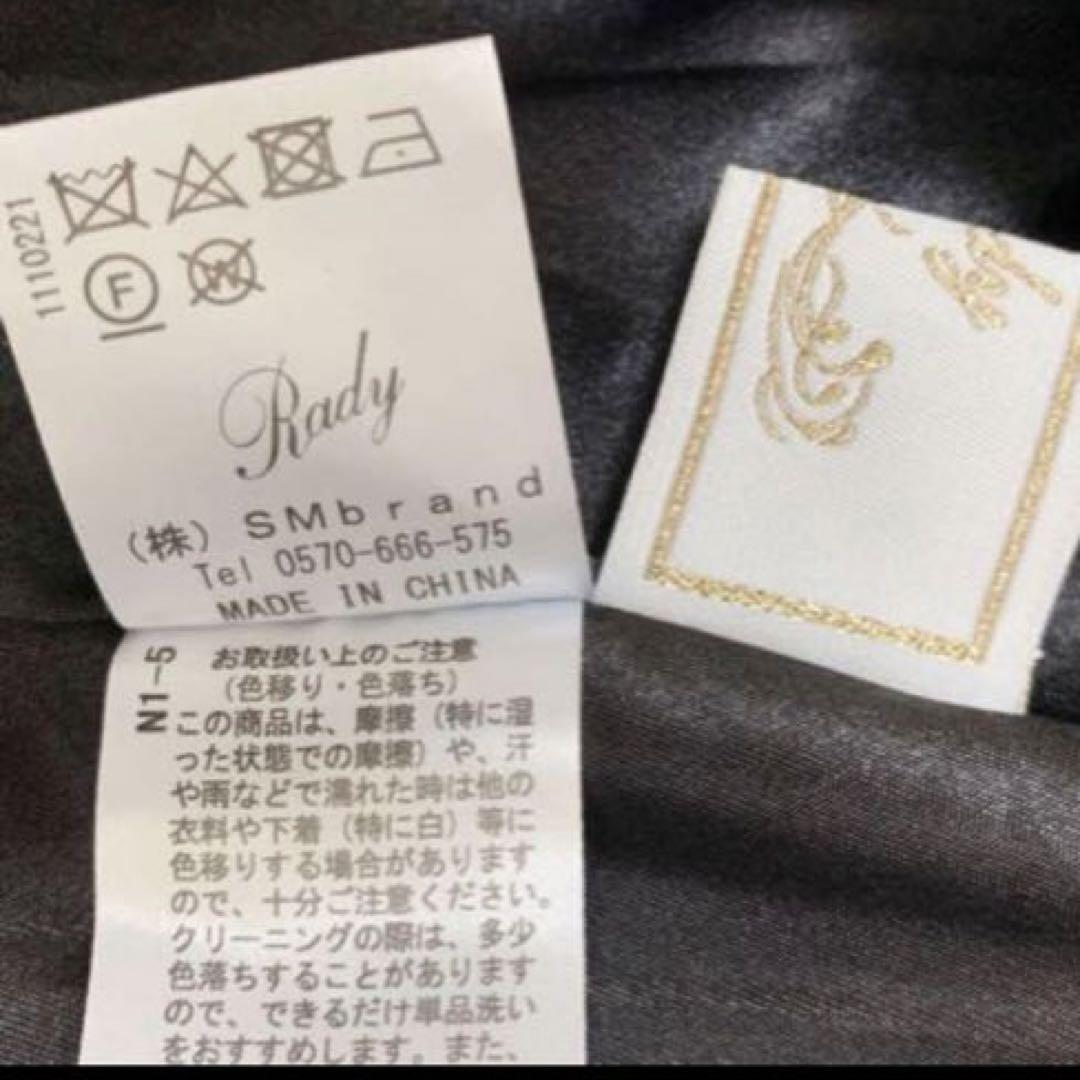 1110221
F
W
Rady
(株) SMbrand
Tel 0570-666-575
MADE IN CHINA
N1-5
お取扱い上のご注意
(色移り・色落ち)
この商品は、摩擦(特に湿
った状態での摩擦)や、汗
や雨などで濡れた時は他の
衣料や下着(特に白)等に
色移りする場合があります
ので、十分ご注意ください。
クリーニングの際は、多少
色落ちすることがあります
ので、できるだけ単品洗い
をおすすめします。また、